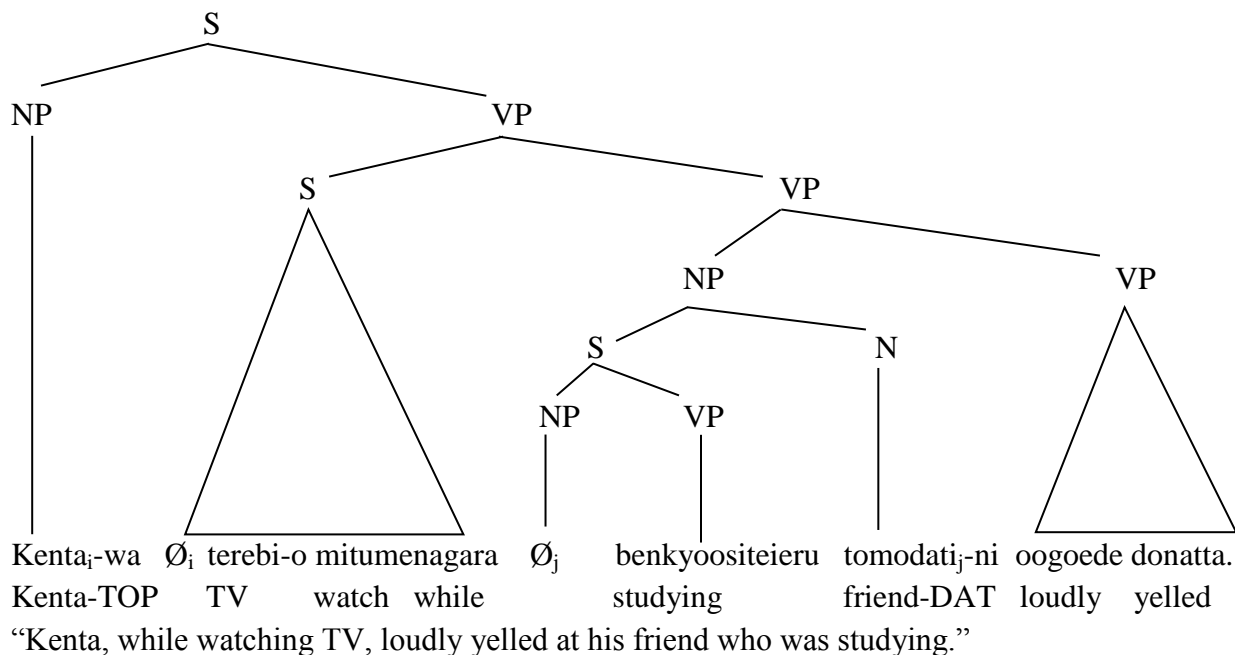 S
NP VP
S VP
NP VP
S N
NP VP
Kentaᵢ-wa Øᵢ terebi-o mitumenagara Øⱼ benkyoositeieru tomodatiⱼ-ni oogoede donatta.
Kenta-TOP TV watch while studying friend-DAT loudly yelled
“Kenta, while watching TV, loudly yelled at his friend who was studying.”